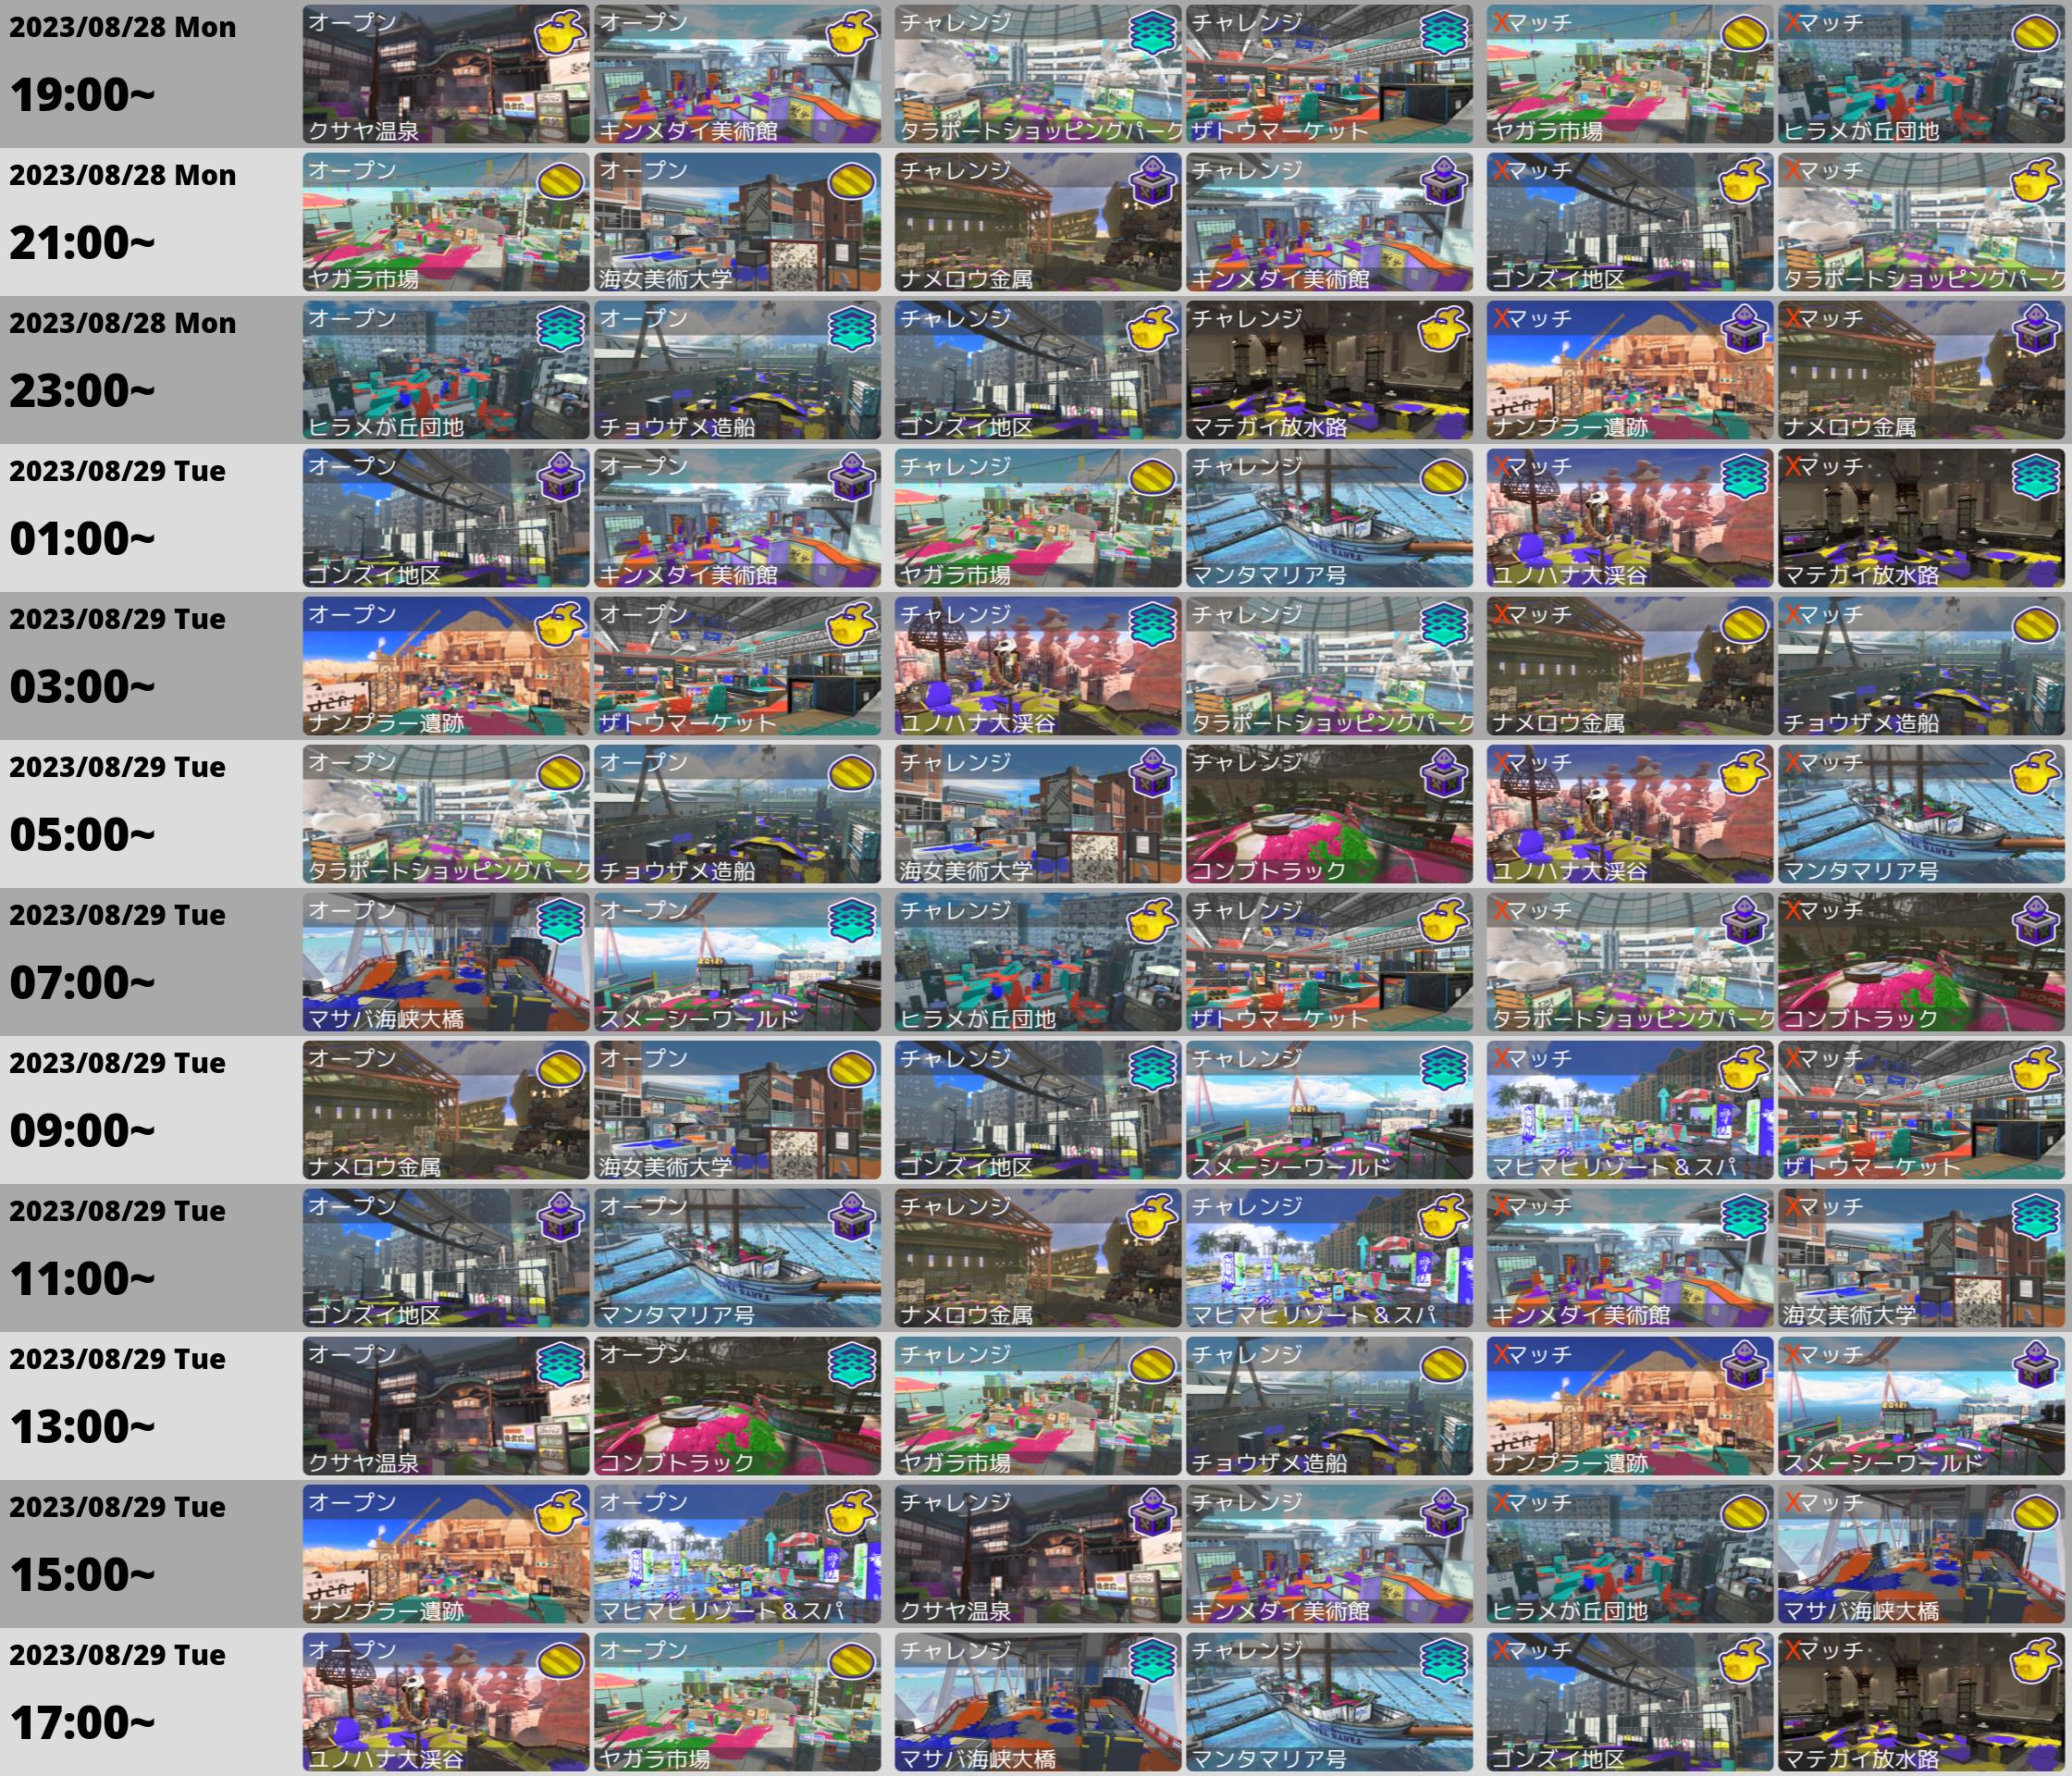 2023/08/28 Mon
19:00~
オープン
クサヤ温泉
オープン
キンメダイ美術館
チャレンジ
タラポートショッピングパーク
チャレンジ
ザトウマーケット
Xマッチ
ヤガラ市場
Xマッチ
ヒラメが丘団地
2023/08/28 Mon
21:00~
オープン
ヤガラ市場
オープン
海女美術大学
チャレンジ
ナメロウ金属
チャレンジ
キンメダイ美術館
Xマッチ
ゴンズイ地区
Xマッチ
タラポートショッピングパーク
2023/08/28 Mon
23:00~
オープン
ヒラメが丘団地
オープン
チョウザメ造船
チャレンジ
ゴンズイ地区
チャレンジ
マテガイ放水路
Xマッチ
ナンプラー遺跡
Xマッチ
ナメロウ金属
2023/08/29 Tue
01:00~
オープン
ゴンズイ地区
オープン
キンメダイ美術館
チャレンジ
ヤガラ市場
チャレンジ
マンタマリア号
Xマッチ
ユノハナ大渓谷
Xマッチ
マテガイ放水路
2023/08/29 Tue
03:00~
オープン
ナンプラー遺跡
オープン
ザトウマーケット
チャレンジ
ユノハナ大渓谷
チャレンジ
タラポートショッピングパーク
Xマッチ
ナメロウ金属
Xマッチ
チョウザメ造船
2023/08/29 Tue
05:00~
オープン
タラポートショッピングパーク
オープン
チョウザメ造船
チャレンジ
海女美術大学
チャレンジ
コンブトラック
Xマッチ
ユノハナ大渓谷
Xマッチ
マンタマリア号
2023/08/29 Tue
07:00~
オープン
マサバ海峡大橋
オープン
スメーシーワールド
チャレンジ
ヒラメが丘団地
チャレンジ
ザトウマーケット
Xマッチ
タラポートショッピングパーク
Xマッチ
コンブトラック
2023/08/29 Tue
09:00~
オープン
ナメロウ金属
オープン
海女美術大学
チャレンジ
ゴンズイ地区
チャレンジ
スメーシーワールド
Xマッチ
マヒマヒリゾート＆スパ
Xマッチ
ザトウマーケット
2023/08/29 Tue
11:00~
オープン
ゴンズイ地区
オープン
マンタマリア号
チャレンジ
ナメロウ金属
チャレンジ
マヒマヒリゾート＆スパ
Xマッチ
キンメダイ美術館
Xマッチ
海女美術大学
2023/08/29 Tue
13:00~
オープン
クサヤ温泉
オープン
コンブトラック
チャレンジ
ヤガラ市場
チャレンジ
チョウザメ造船
Xマッチ
ナンプラー遺跡
Xマッチ
スメーシーワールド
2023/08/29 Tue
15:00~
オープン
ナンプラー遺跡
オープン
マヒマヒリゾート＆スパ
チャレンジ
クサヤ温泉
チャレンジ
キンメダイ美術館
Xマッチ
ヒラメが丘団地
Xマッチ
マサバ海峡大橋
2023/08/29 Tue
17:00~
オープン
ユノハナ大渓谷
オープン
ヤガラ市場
チャレンジ
マサバ海峡大橋
チャレンジ
マンタマリア号
Xマッチ
ゴンズイ地区
Xマッチ
マテガイ放水路